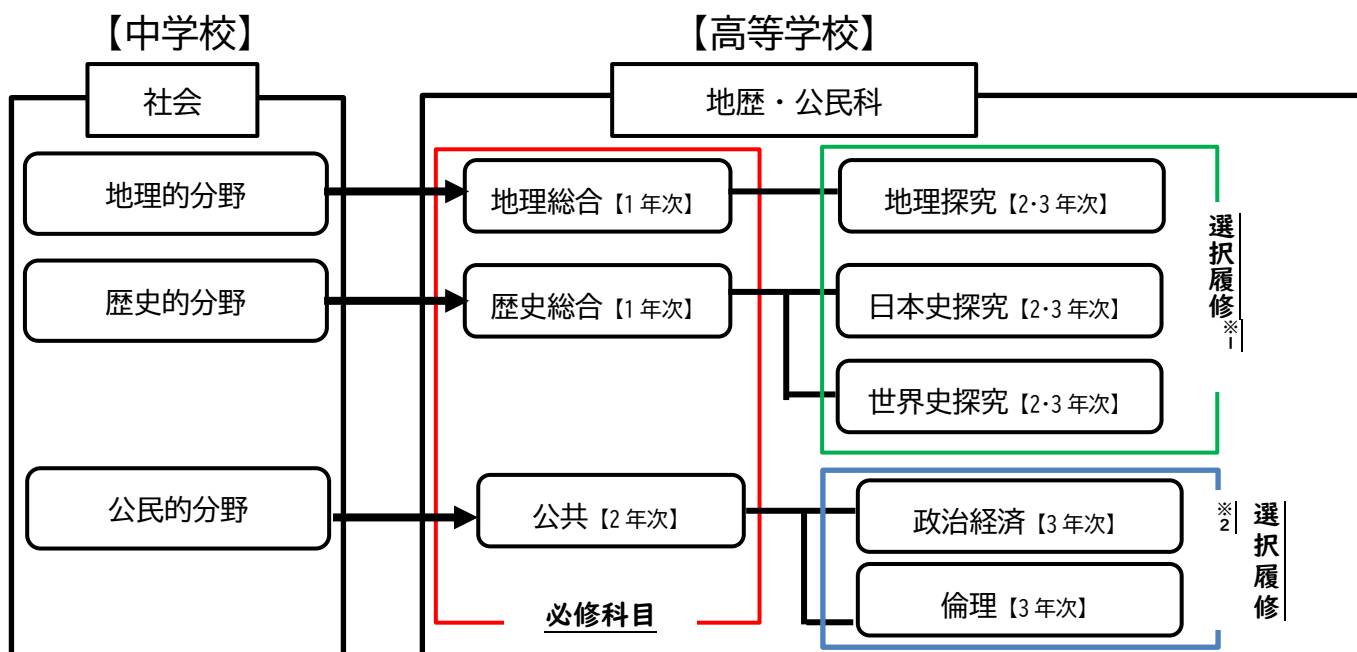 【中学校】
【高等学校】
社会
地歴・公民科
地理的分野
地理総合【1年次】
地理探究【2・3年次】
歴史的分野
歴史総合【1年次】
日本史探究【2・3年次】
世界史探究【2・3年次】
選択履修※1
公民的分野
公共【2年次】
政治経済【3年次】
倫理【3年次】
選択履修※2
必修科目